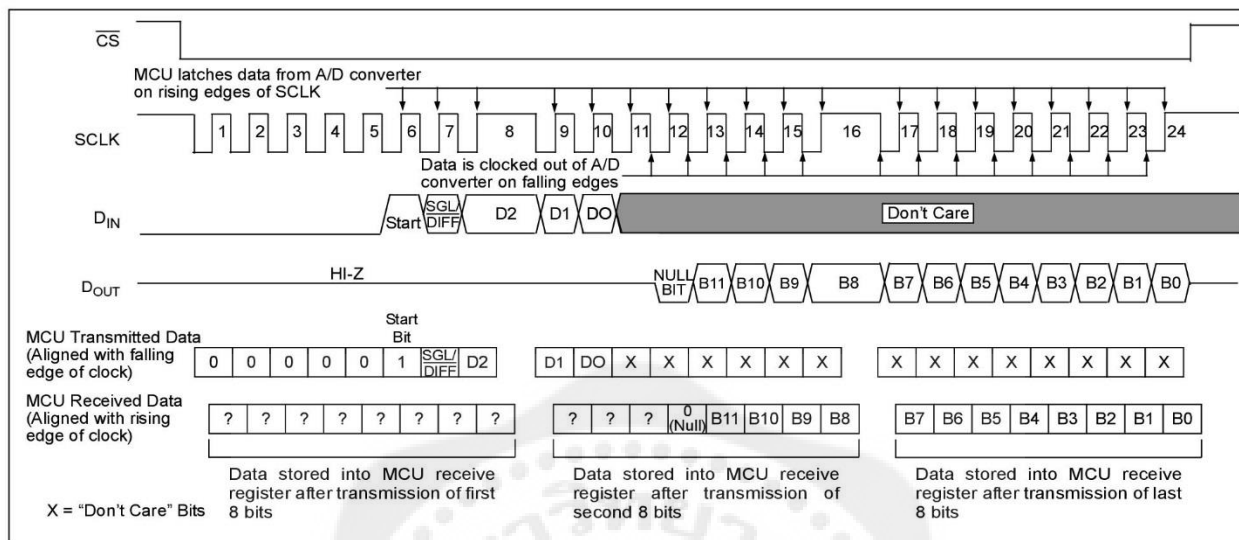 CS
MCU latches data from A/D converter
on rising edges of SCLK
SCLK
1 2 3 4 5 6 7 8 9 10 11 12 13 14 15 16 17 18 19 20 21 22 23 24
Data is clocked out of A/D
converter on falling edges
DIN
Start SGL/DIFF D2 D1 DO Don't Care
HI-Z
DOUT
NULL BIT B11 B10 B9 B8 B7 B6 B5 B4 B3 B2 B1 B0
MCU Transmitted Data
(Aligned with falling
edge of clock)
Start
Bit
0 0 0 0 0 1 SGL/DIFF D2 D1 DO X X X X X X X X X X X X X X
MCU Received Data
(Aligned with rising
edge of clock)
? ? ? ? ? ? ? ? ? ? ? 0 (Null) B11 B10 B9 B8 B7 B6 B5 B4 B3 B2 B1 B0
Data stored into MCU receive
register after transmission of first
8 bits
Data stored into MCU receive
register after transmission of
second 8 bits
Data stored into MCU receive
register after transmission of last
8 bits
X = “Don't Care” Bits